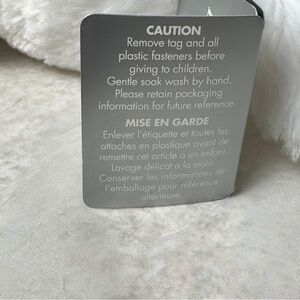 CAUTION
Remove tag and all
plastic fasteners before
giving to children.
Gentle soak wash by hand.
Please retain packaging
information for future reference.
MISE EN GARDE
Enlever l'étiquette et toutes les
attaches en plastique avant de
remettre cet article a un enfant.
Lavage délicat à la main.
Conserver les informations de
l'emballage pour référence
ultérieure.